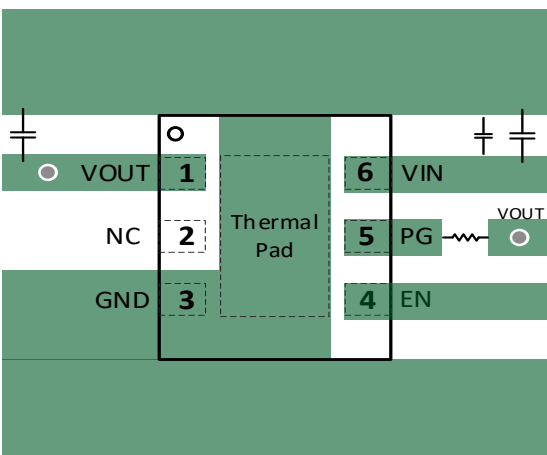 VOUT 1
6 VIN
Thermal
Pad
NC 2
5 PG
VOUT
GND 3
4 EN